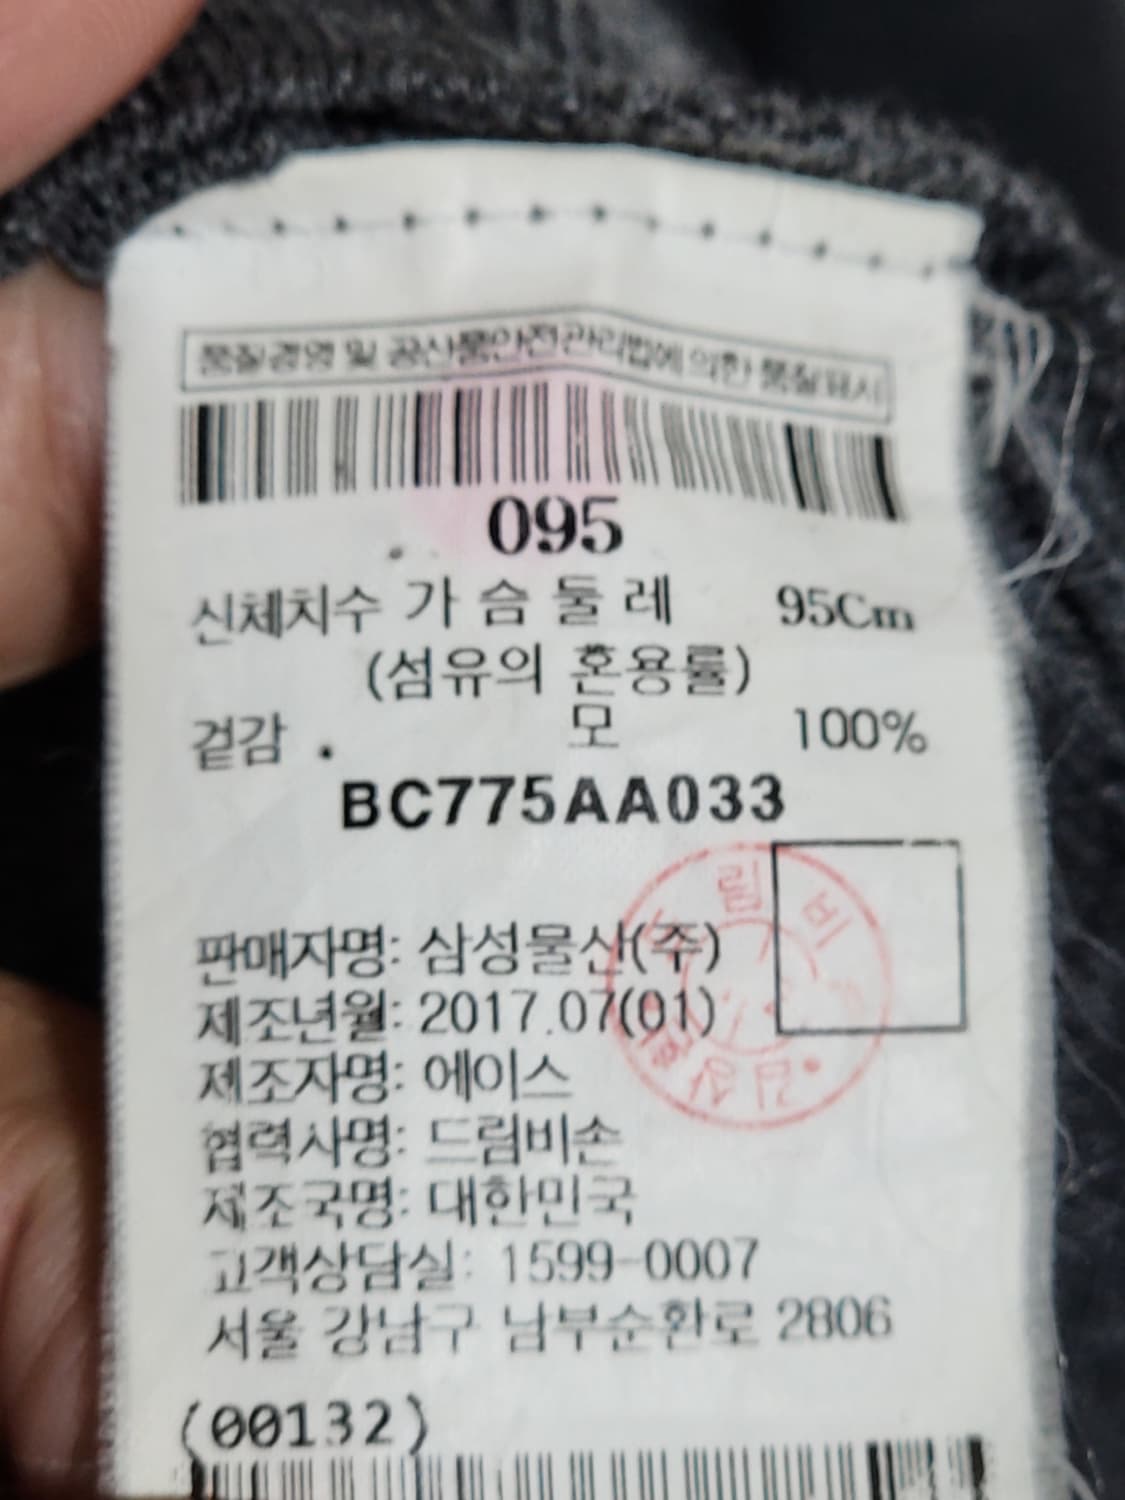 품질경영 및 공산품안전관리법에 의한 품질표시
095
신체치수 가슴둘레 95Cm
(섬유의 혼용률)
겉감 모 100%
BC775AA033
판매자명: 삼성물산(주)
제조년월: 2017.07(01)
제조자명: 에이스
협력사명: 드림비손
제조국명: 대한민국
고객상담실: 1599-0007
서울 강남구 남부순환로 2806
(00132)
림비